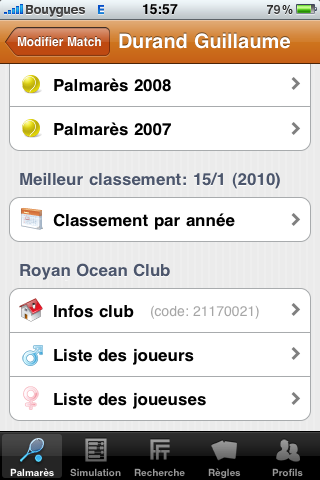 Bouygues E 15:57 79%
Modifier Match Durand Guillaume
Palmarès 2008
Palmarès 2007
Meilleur classement: 15/1 (2010)
Classement par année
Royan Ocean Club
Infos club (code: 21170021)
Liste des joueurs
Liste des joueuses
Palmarès Simulation Recherche Règles Profils